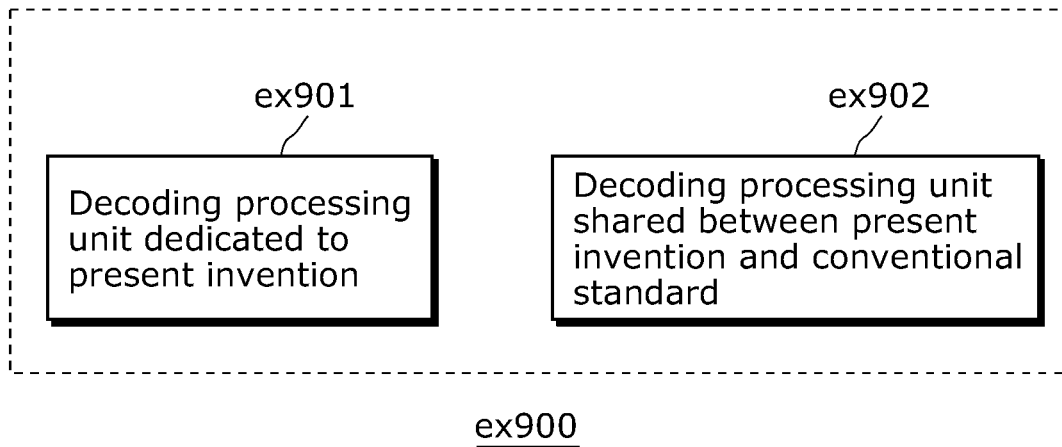 ex901
ex902
Decoding processing
unit dedicated to
present invention
Decoding processing unit
shared between present
invention and conventional
standard
ex900